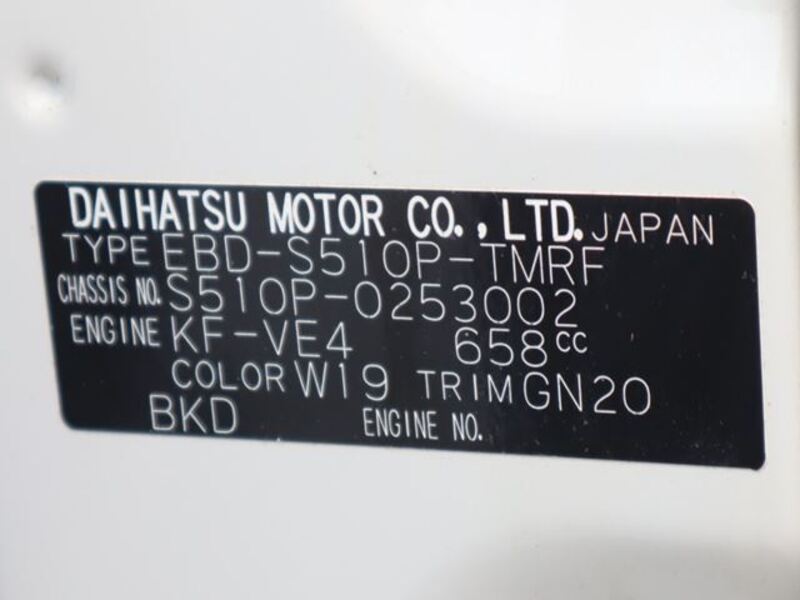 DAIHATSU MOTOR CO., LTD. JAPAN
TYPE EBD-S510P-TMRF
CHASSIS NO. S510P-0253002
ENGINE KF-VE4 658cc
COLOR W19 TRIM GN20
BKD ENGINE NO.